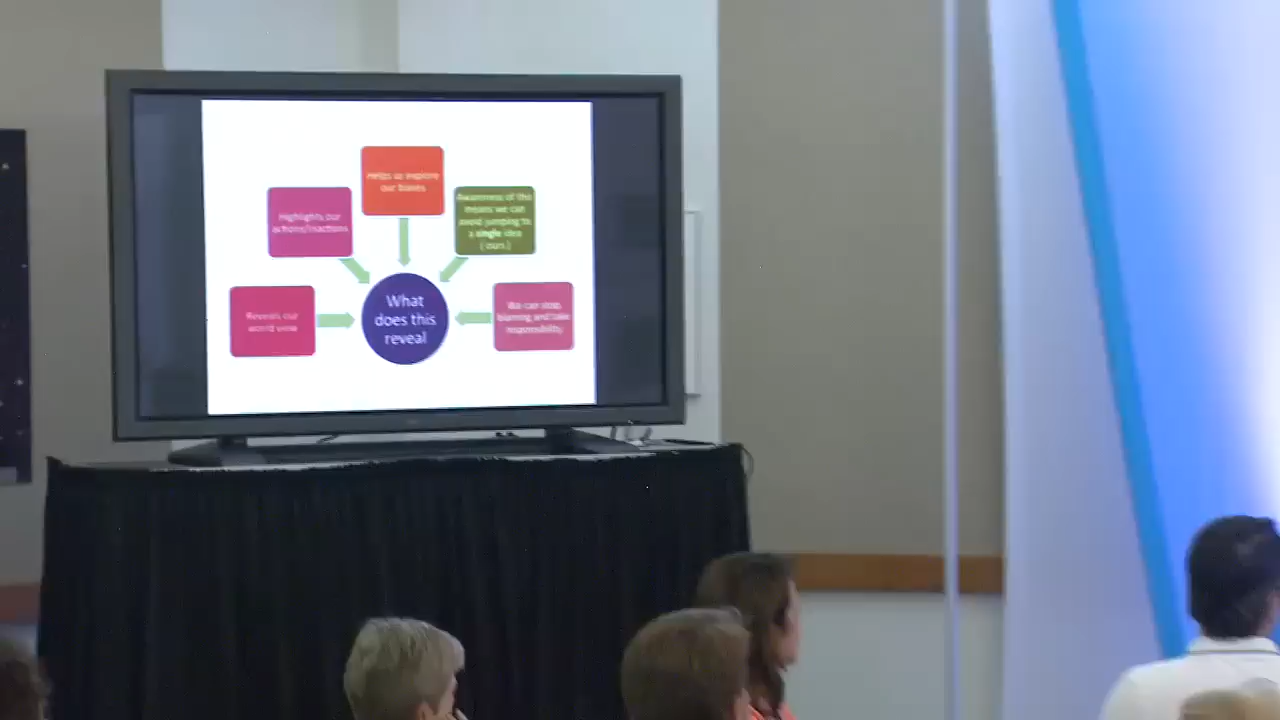 Helps us explore
our biases
Highlights our
actions/inactions
Awareness of this
means we can
avoid jumping to
a single idea
( ours )
What
does this
reveal
Reveals our
world view
We can stop
blaming and take
responsibility